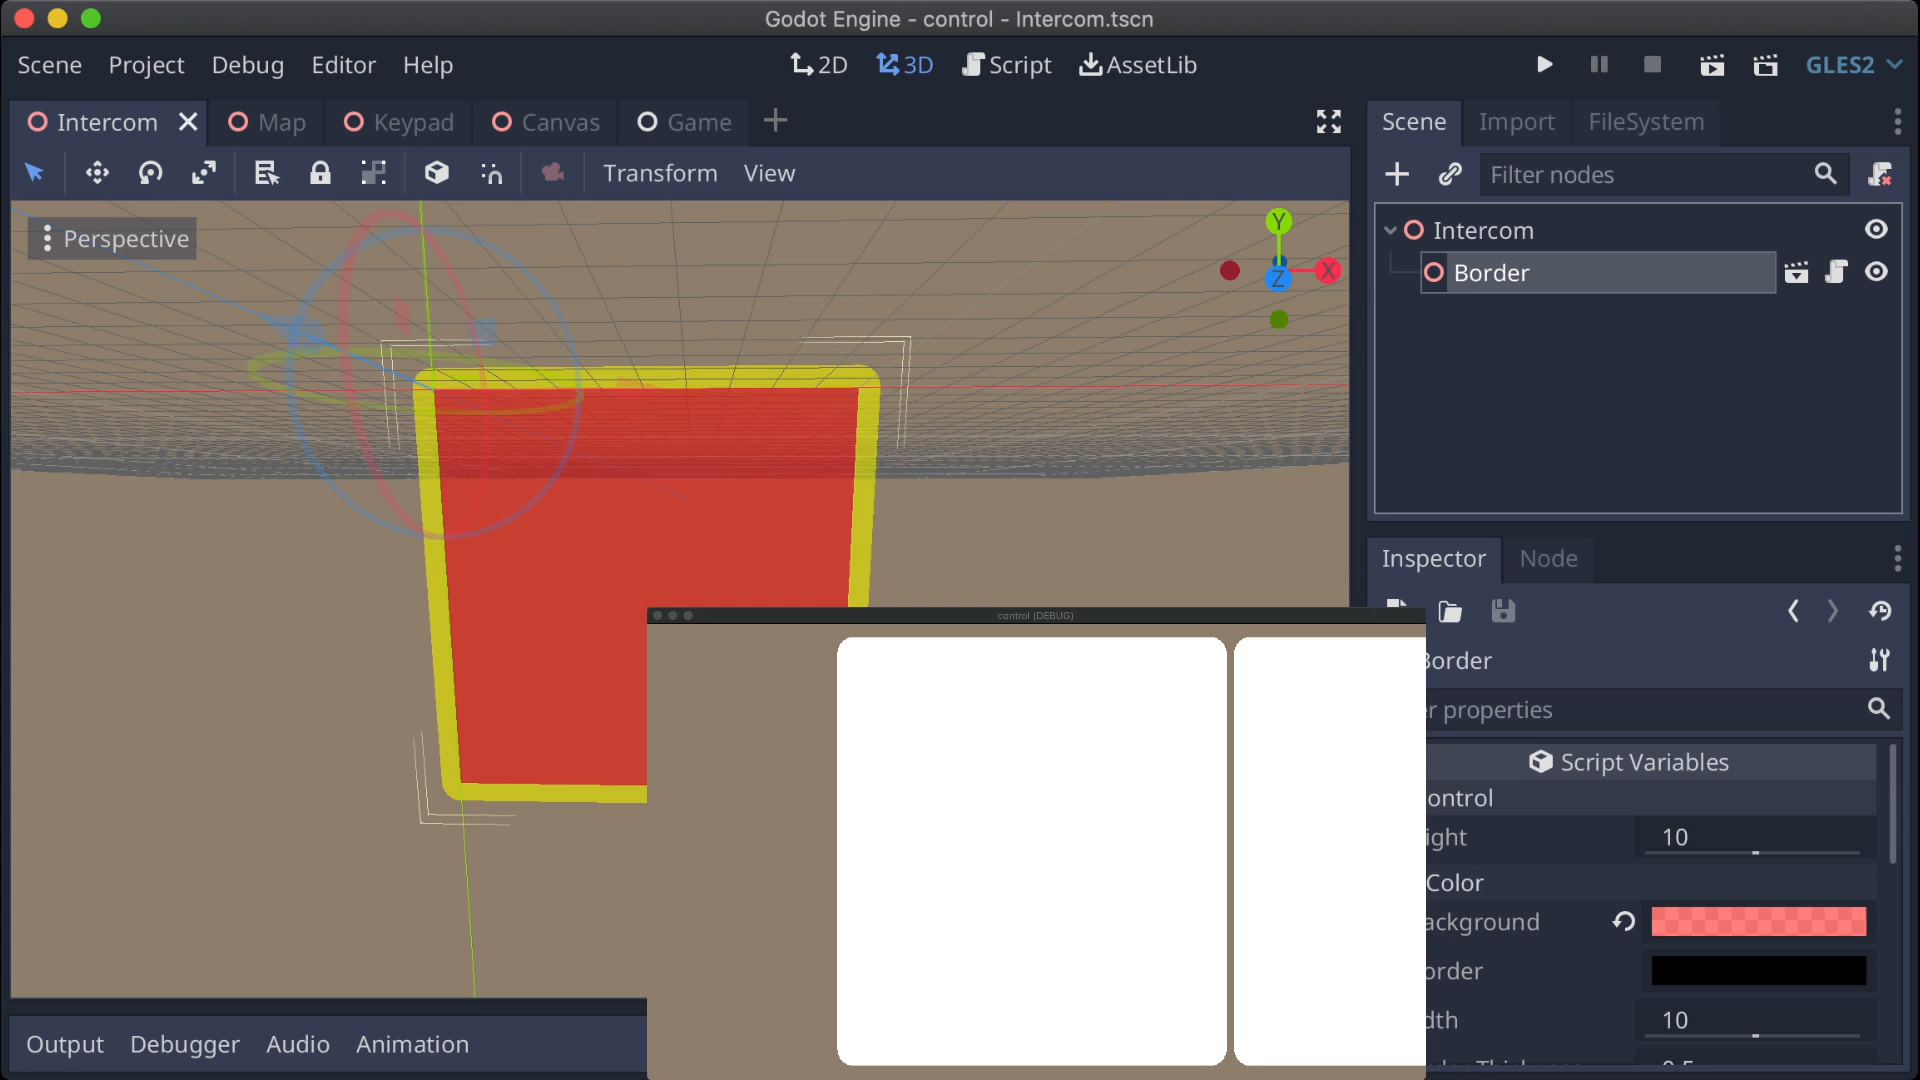 Godot Engine - control - Intercom.tscn
Scene Project Debug Editor Help 2D 3D Script AssetLib GLES2
Intercom Map Keypad Canvas Game
Transform View
Perspective
Y
X
Z
Scene Import FileSystem
Filter nodes
Intercom
Border
Inspector Node
control (DEBUG)
Border
er properties
Script Variables
ontrol
ight 10
Color
ackground
order
dth 10
Output Debugger Audio Animation